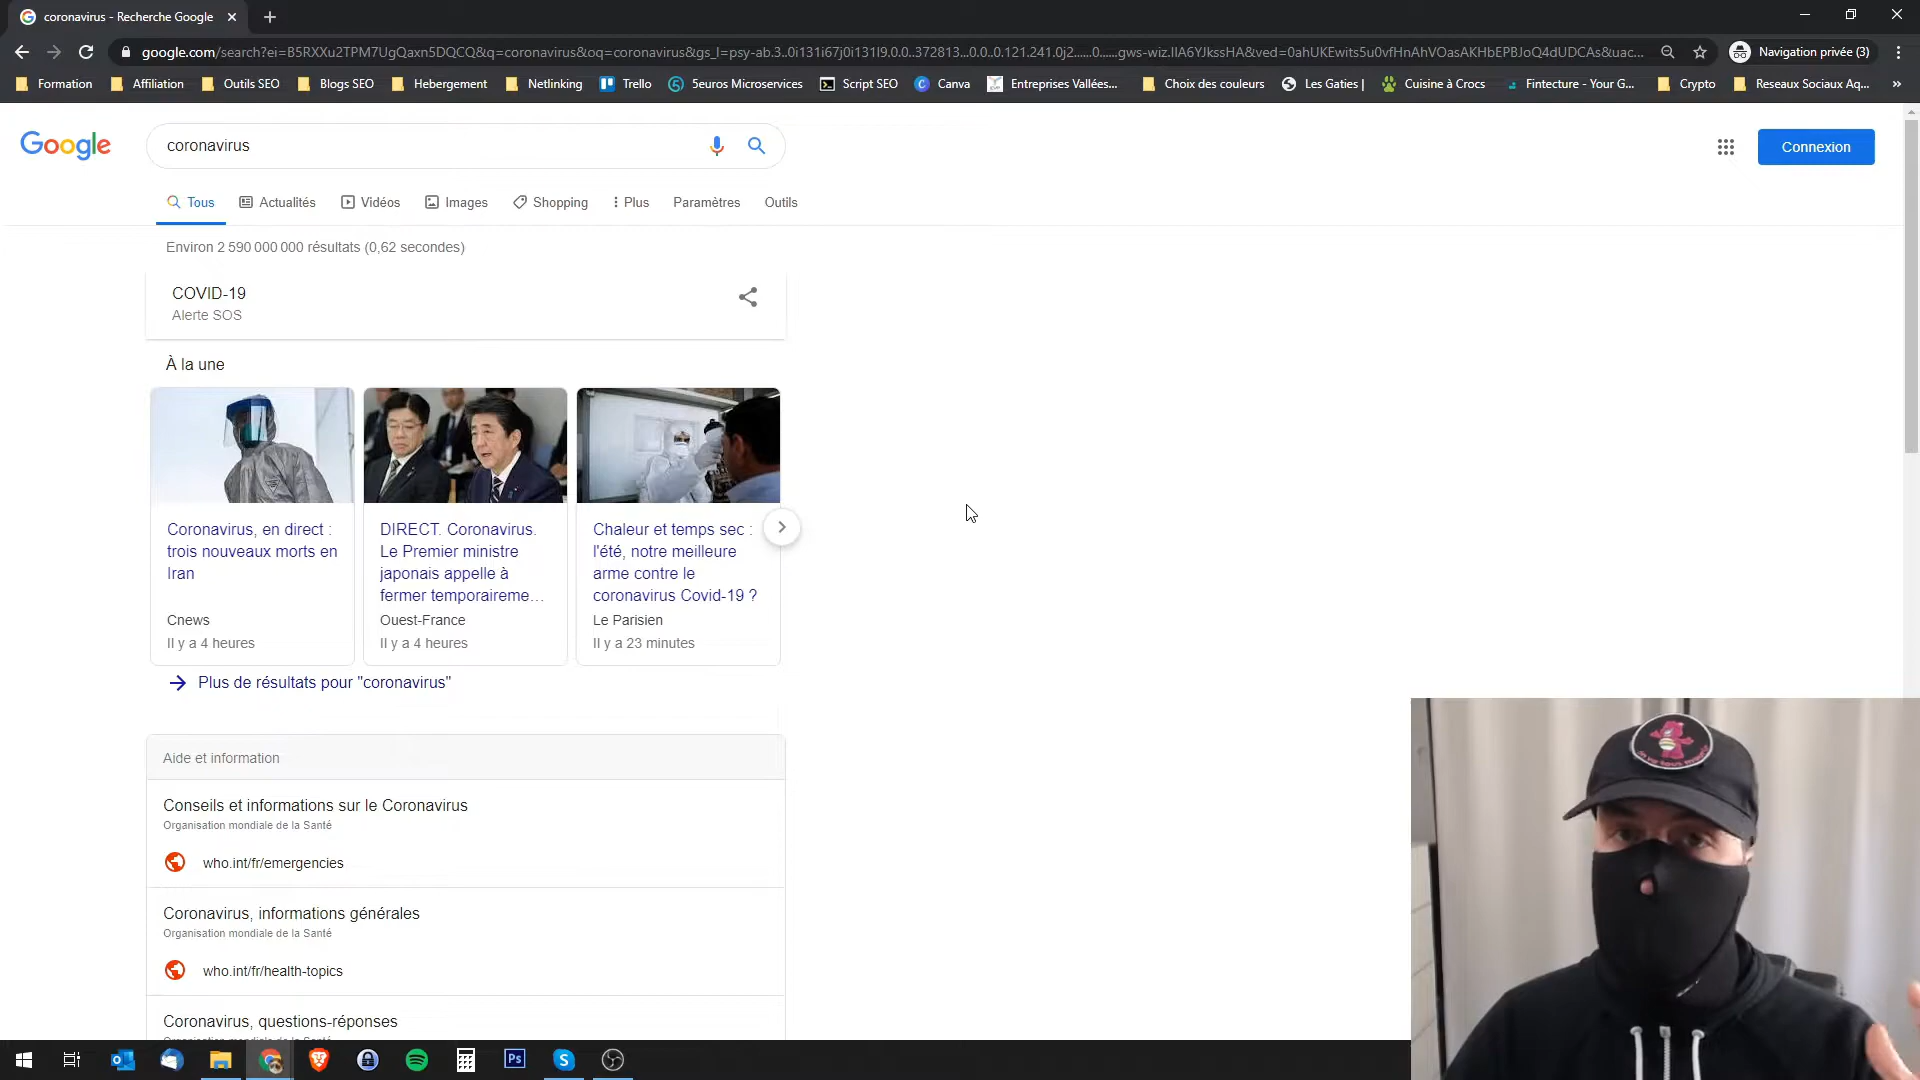 coronavirus - Recherche Google
google.com/search?ei=B5RXXu2TPM7UgQaxn5DQCQ&q=coronavirus&oq=coronavirus&gs_l=psy-ab.3..0i131i67j0i131l9.0.0..372813...0.0..0.121.241.0j2......0......gws-wiz.IIA6YJkssHA&ved=0ahUKEwits5u0vfHnAhVOasAKHbEPBJoQ4dUDCAs&uac...
Navigation privée (3)
Formation Affiliation Outils SEO Blogs SEO Hebergement Netlinking Trello 5euros Microservices Script SEO Canva Entreprises Vallées... Choix des couleurs Les Gaties | Cuisine à Crocs Fintecture - Your G... Crypto Reseaux Sociaux Aq... »
Google
coronavirus
Connexion
Tous Actualités Vidéos Images Shopping Plus Paramètres Outils
Environ 2 590 000 000 résultats (0,62 secondes)
COVID-19
Alerte SOS
À la une
Coronavirus, en direct :
trois nouveaux morts en
Iran
Cnews
Il y a 4 heures
DIRECT. Coronavirus.
Le Premier ministre
japonais appelle à
fermer temporaireme...
Ouest-France
Il y a 4 heures
Chaleur et temps sec :
l'été, notre meilleure
arme contre le
coronavirus Covid-19 ?
Le Parisien
Il y a 23 minutes
Plus de résultats pour "coronavirus"
Aide et information
Conseils et informations sur le Coronavirus
Organisation mondiale de la Santé
who.int/fr/emergencies
Coronavirus, informations générales
Organisation mondiale de la Santé
who.int/fr/health-topics
Coronavirus, questions-réponses
Ps